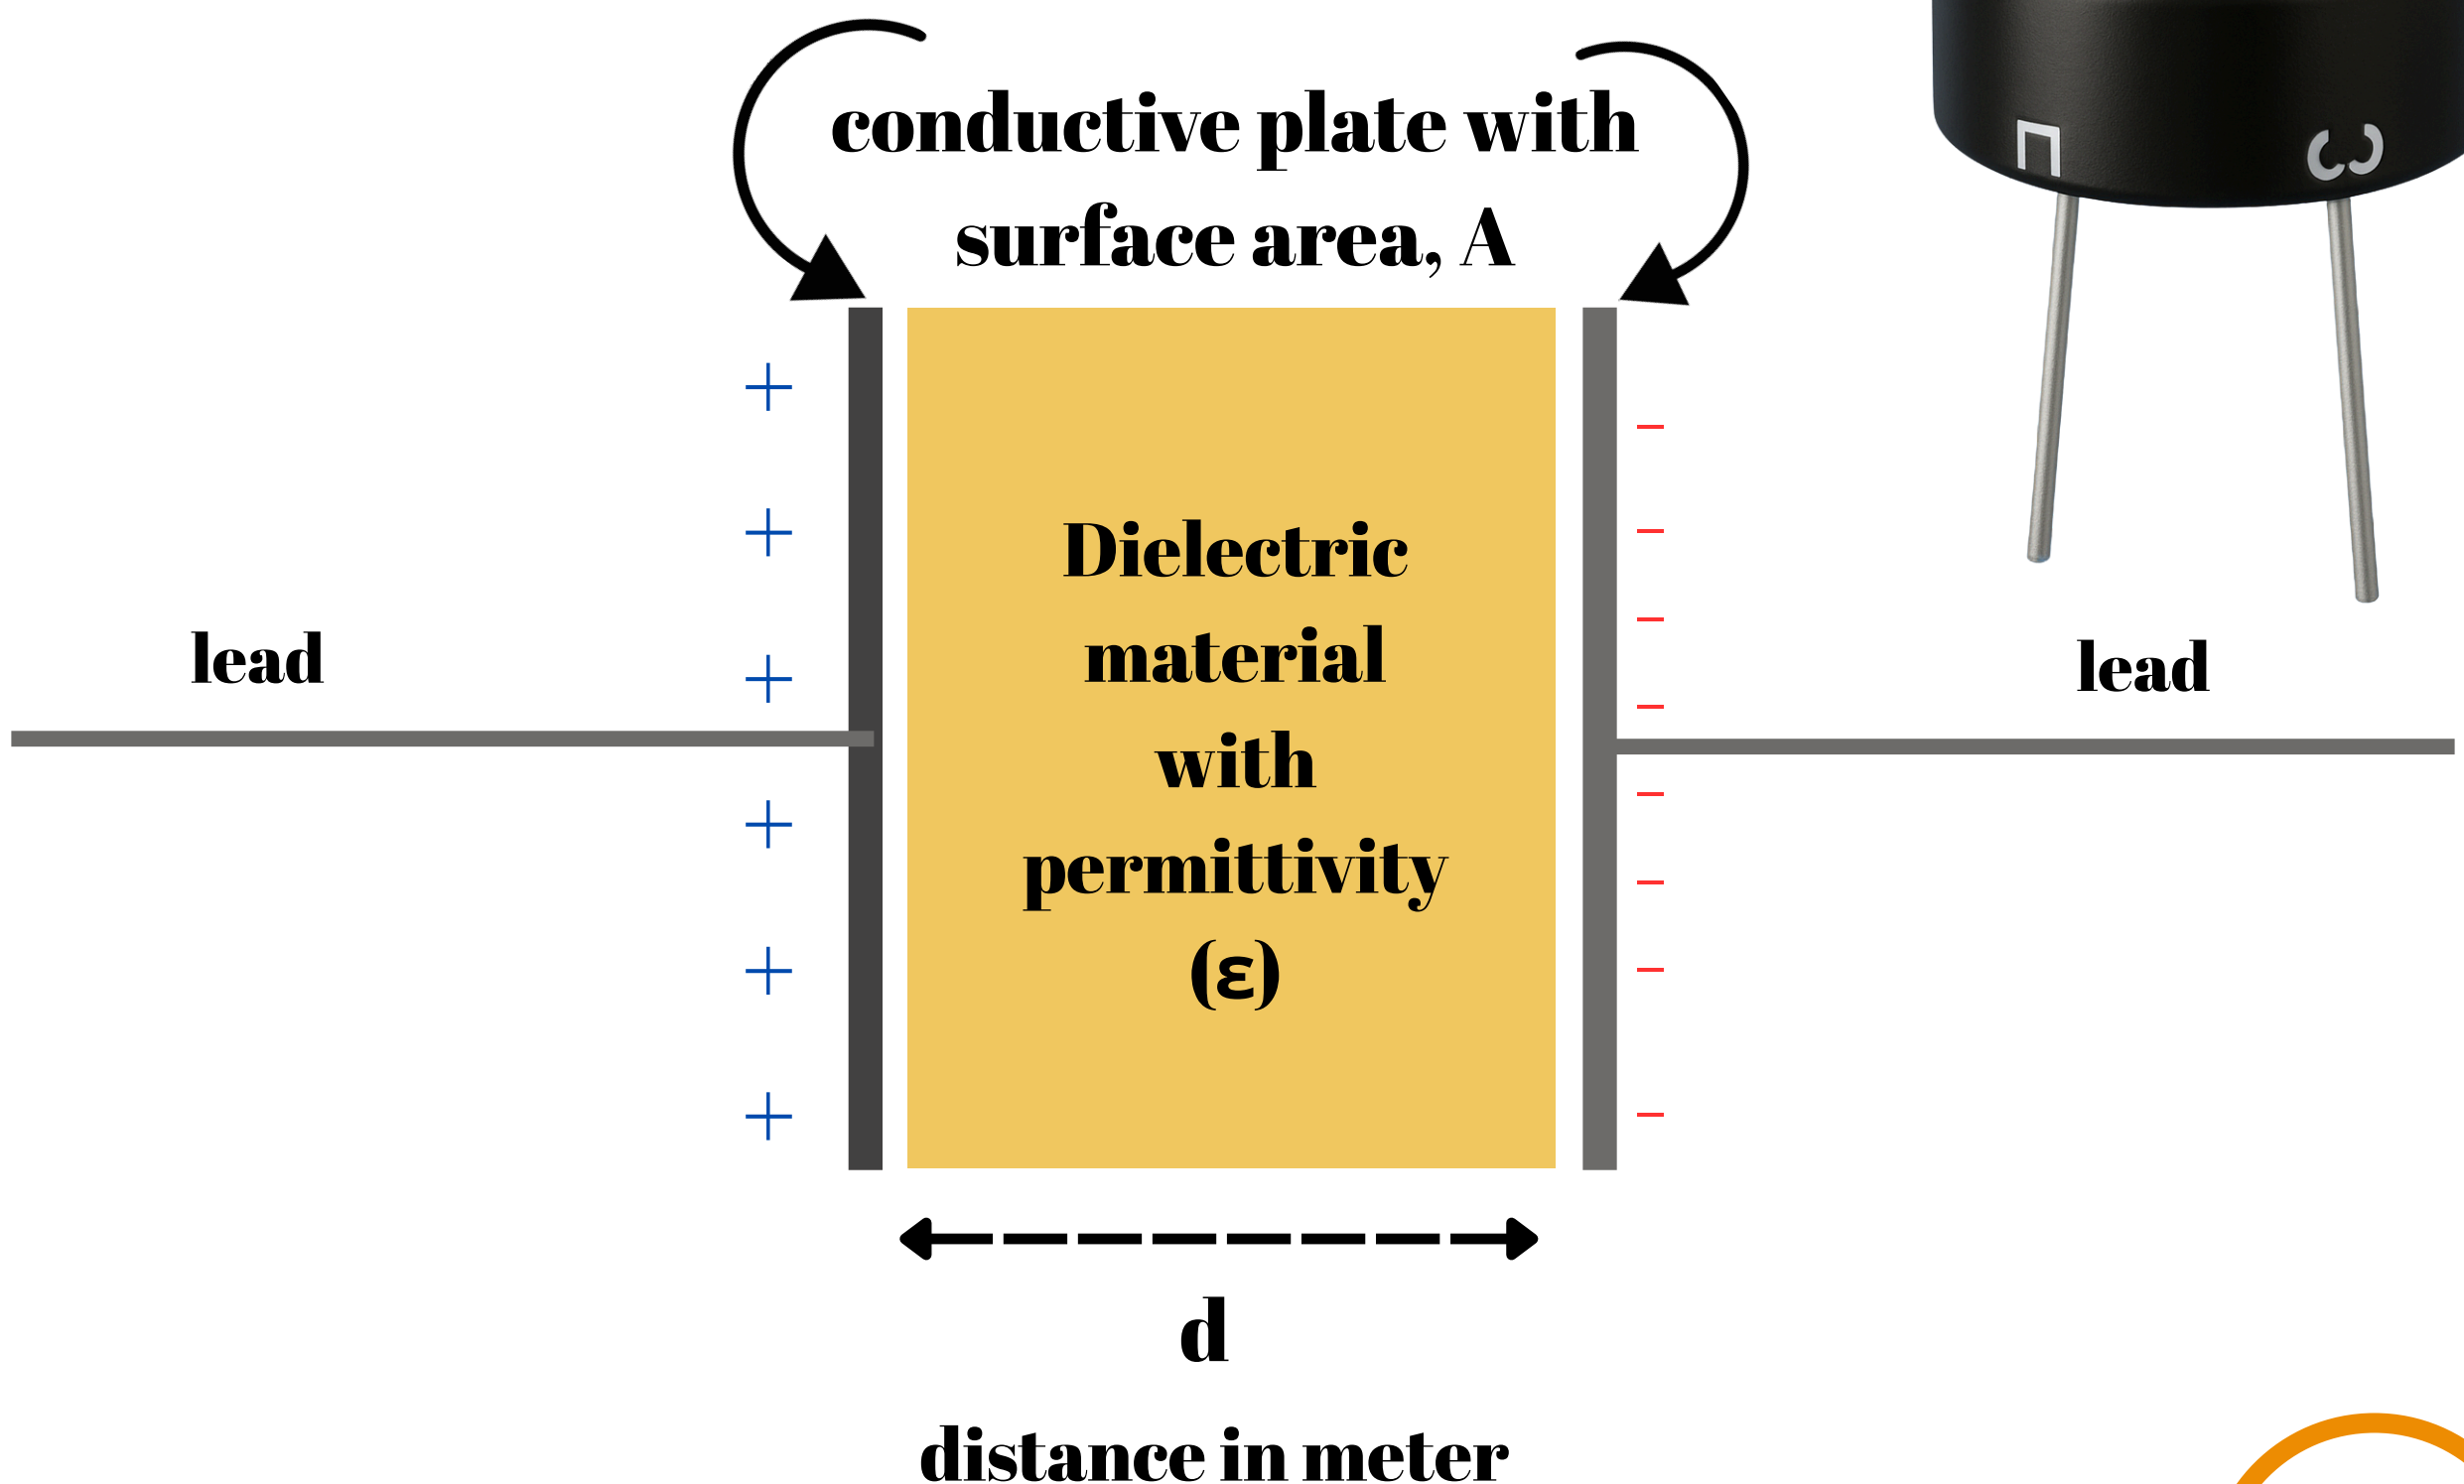 conductive plate with
surface area, A
Dielectric
material
with
permittivity
(ε)
lead
lead
d
distance in meter